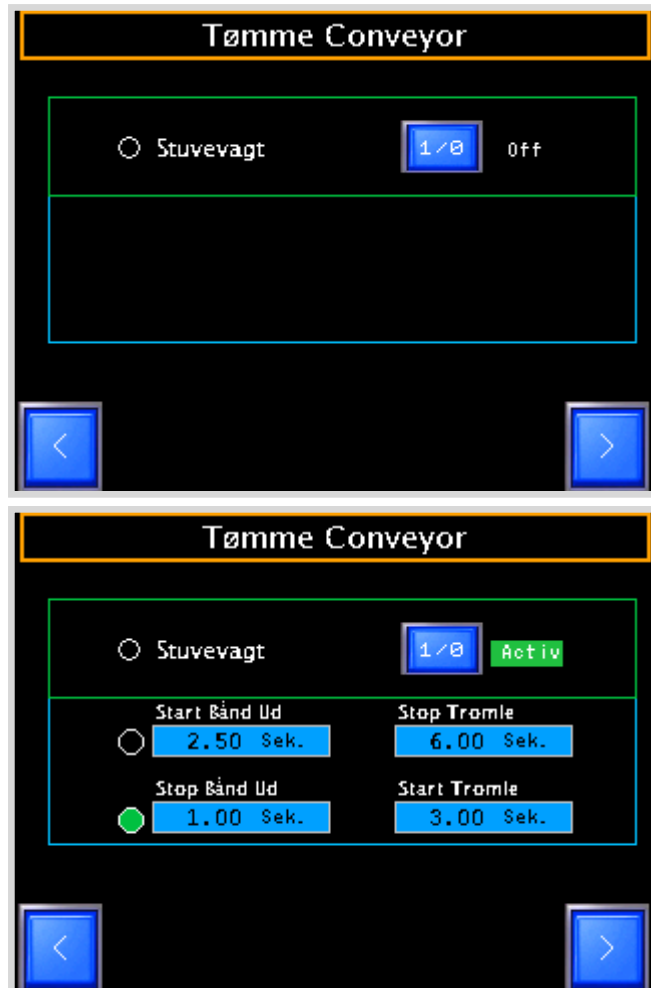 Tømme Conveyor
Stuvevagt 1/0 Off
< >
Tømme Conveyor
Stuvevagt 1/0 Activ
Start Bånd Ud Stop Tromle
2.50 Sek. 6.00 Sek.
Stop Bånd Ud Start Tromle
1.00 Sek. 3.00 Sek.
< >